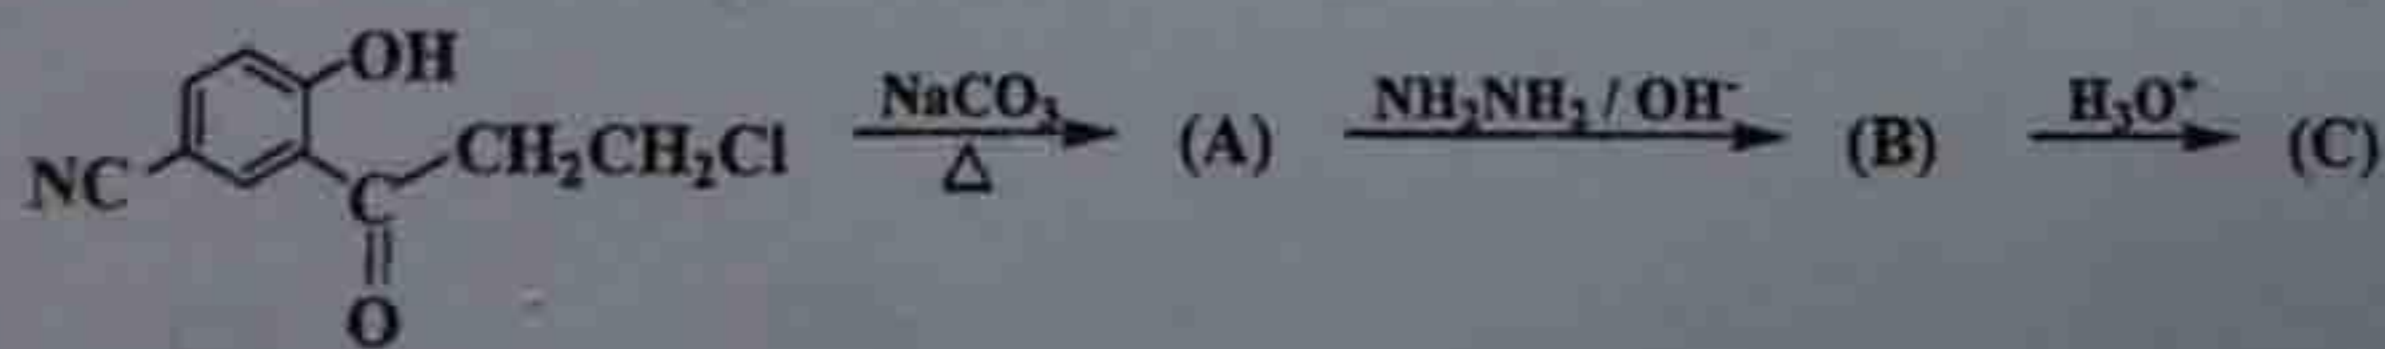 OH
NC
CH₂CH₂Cl
C
O
NaCO₃
△
(A)
NH₂NH₂ / OH⁻
(B)
H₃O⁺
(C)